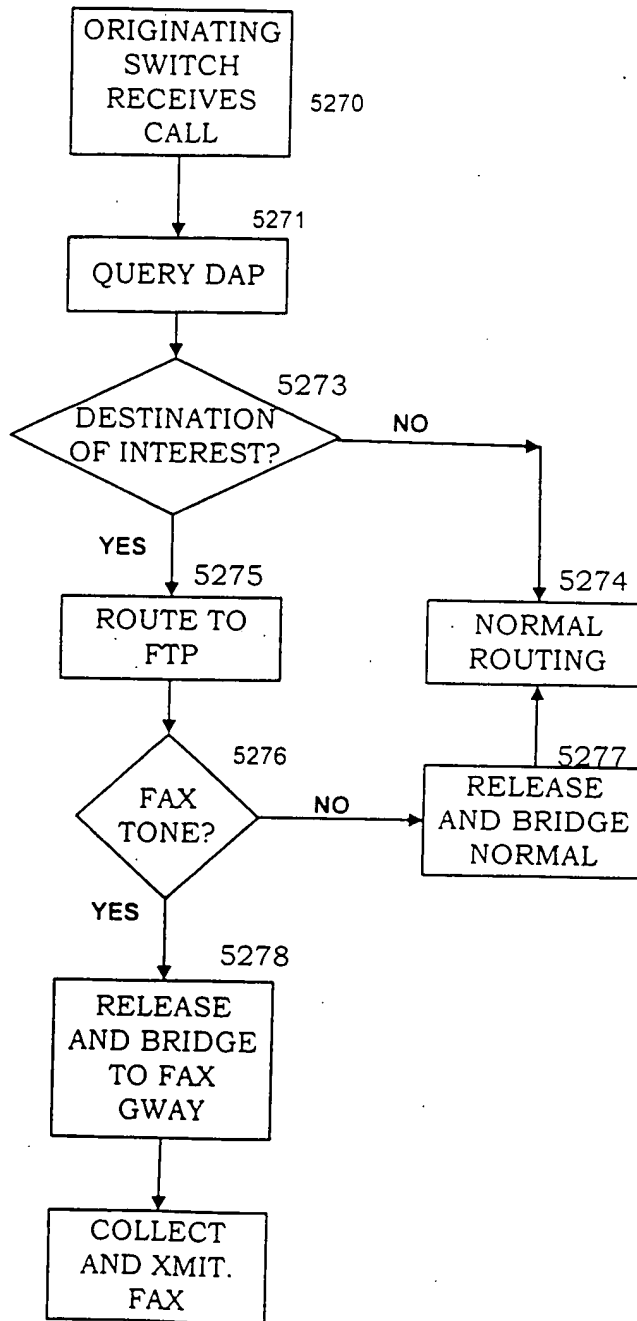 ORIGINATING
SWITCH
RECEIVES
CALL
5270
5271
QUERY DAP
5273
DESTINATION
OF INTEREST?
NO
YES
5275
ROUTE TO
FTP
5274
NORMAL
ROUTING
5276
FAX
TONE?
NO
5277
RELEASE
AND BRIDGE
NORMAL
YES
5278
RELEASE
AND BRIDGE
TO FAX
GWAY
COLLECT
AND XMIT.
FAX